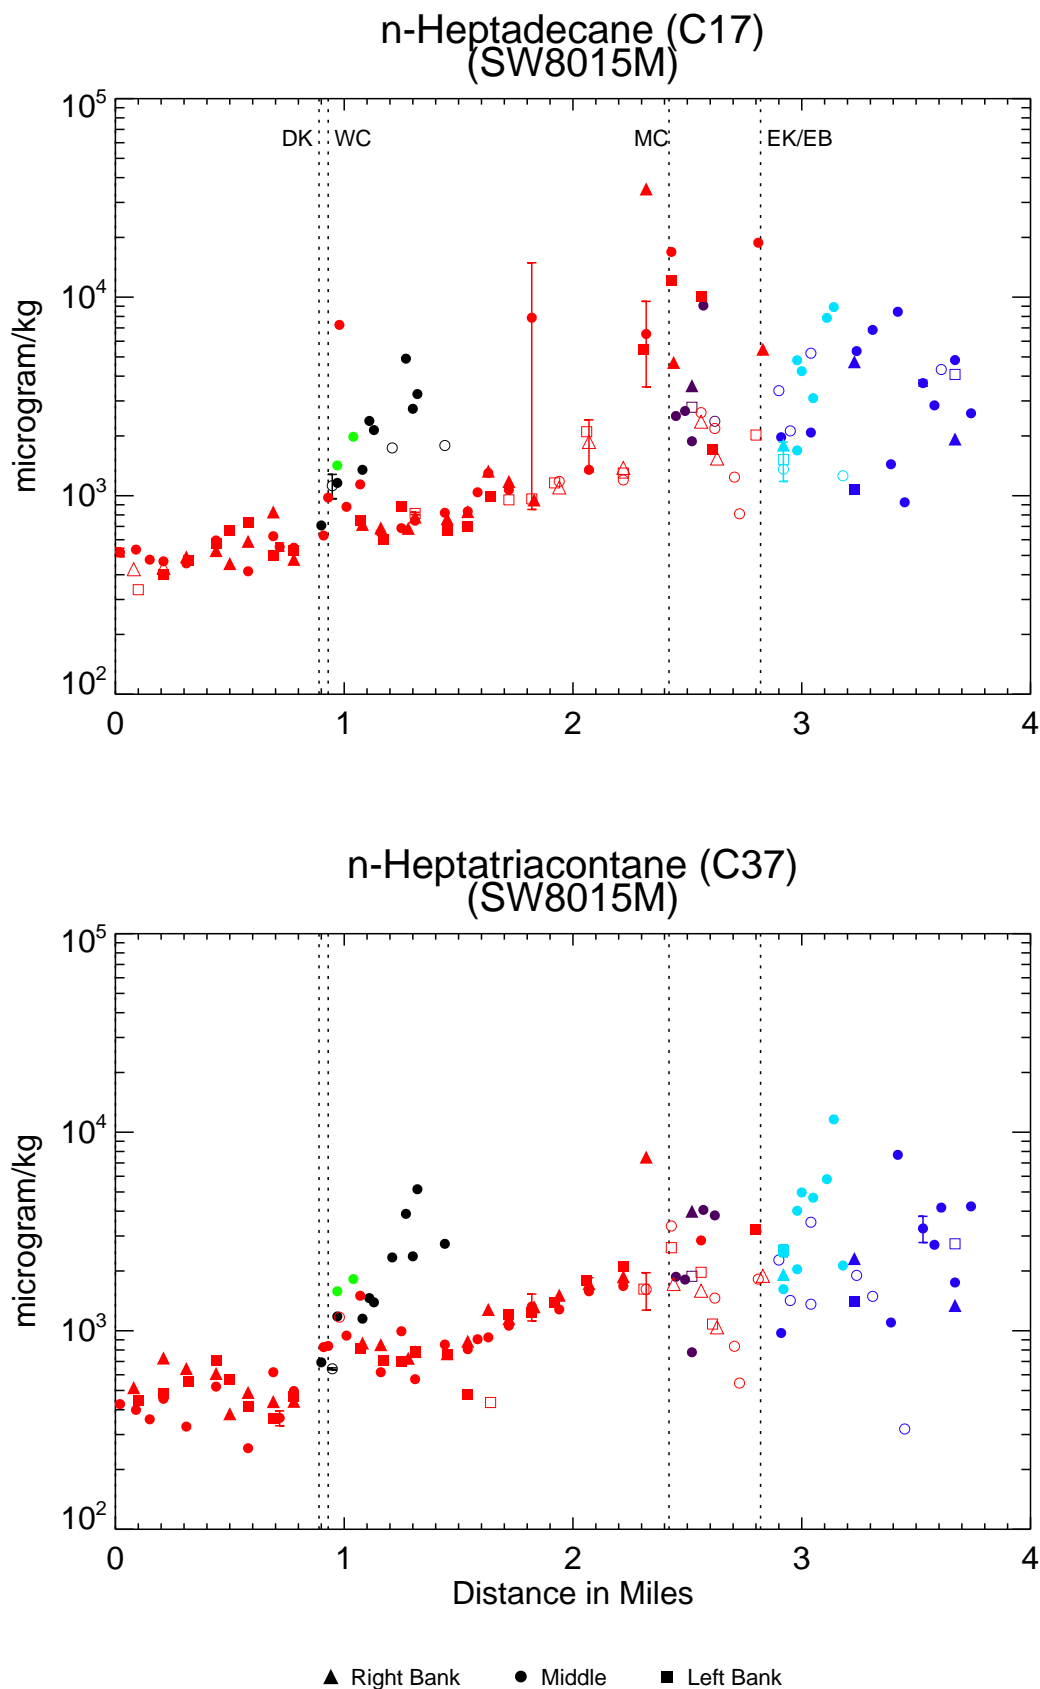 n-Heptadecane (C17)
(SW8015M)
10^5
DK WC MC EK/EB
10^4
microgram/kg
10^3
10^2
0 1 2 3 4
n-Heptatriacontane (C37)
(SW8015M)
10^5
10^4
microgram/kg
10^3
10^2
0 1 2 3 4
Distance in Miles
Right Bank Middle Left Bank